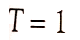 T = 1